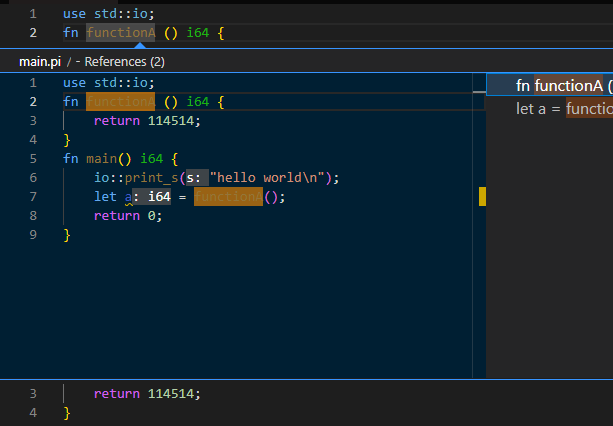 1 use std::io;
2 fn functionA () i64 {
main.pi / - References (2)
1 use std::io;
2 fn functionA () i64 {
3 return 114514;
4 }
5 fn main() i64 {
6 io::print_s(s: "hello world\n");
7 let a: i64 = functionA();
8 return 0;
9 }
fn functionA (
let a = functio
3 return 114514;
4 }